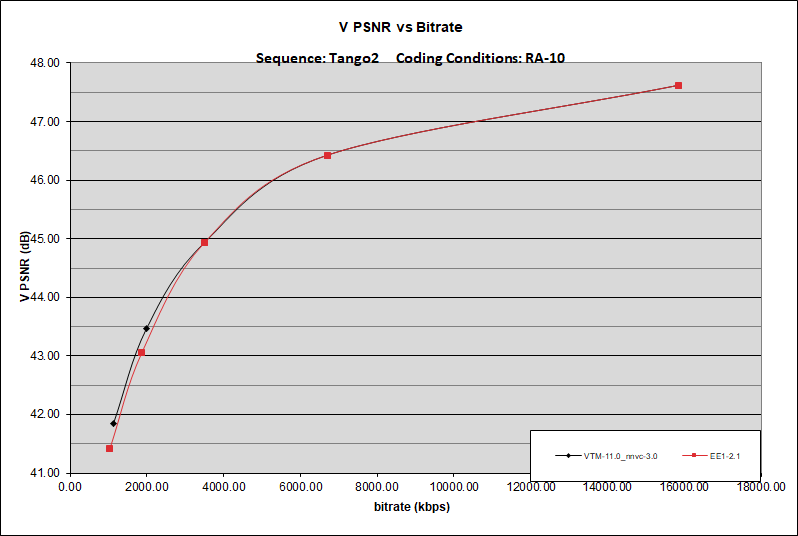 V PSNR vs Bitrate
Sequence: Tango2 Coding Conditions: RA-10
48.00
47.00
46.00
45.00
44.00
43.00
42.00
41.00
V PSNR (dB)
0.00 2000.00 4000.00 6000.00 8000.00 10000.00 12000.00 14000.00 16000.00 18000.00
bitrate (kbps)
VTM-11.0_nnvc-3.0 EE1-2.1